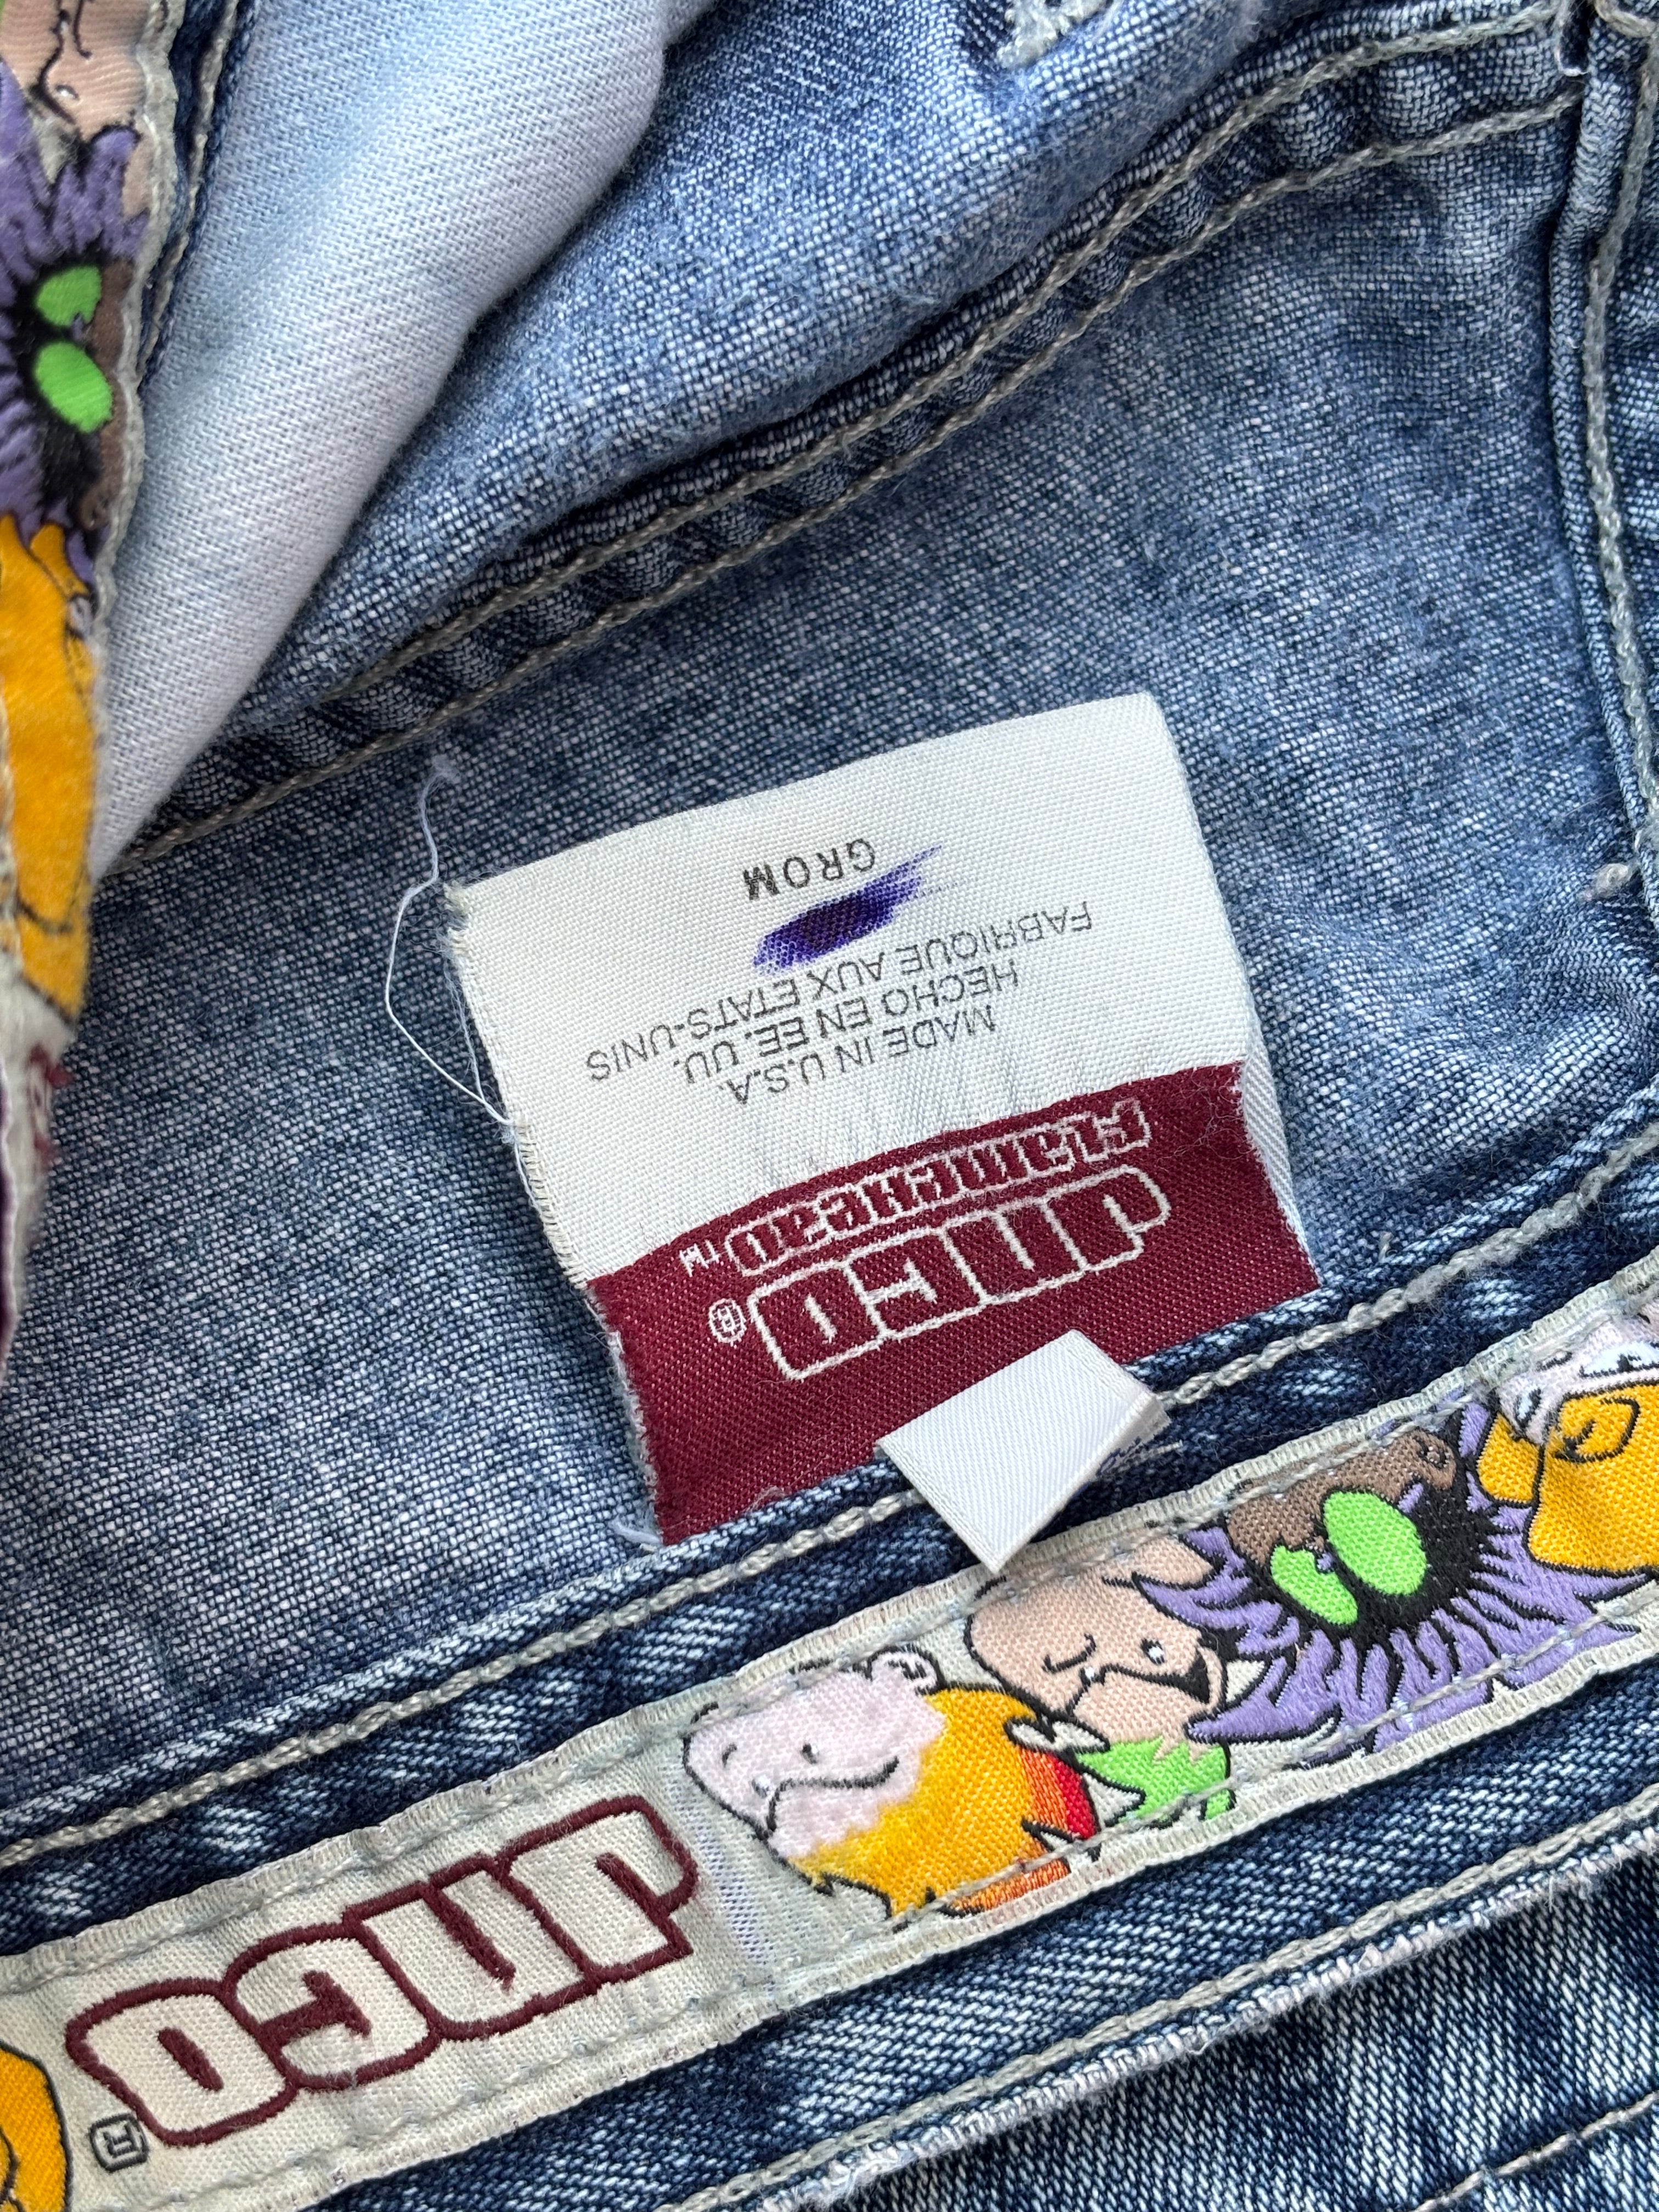 JNCO®
FLAMEHEAD™
MADE IN U.S.A.
HECHO EN EE. UU.
FABRIQUE AUX ETATS-UNIS
GROM
JNCO
®